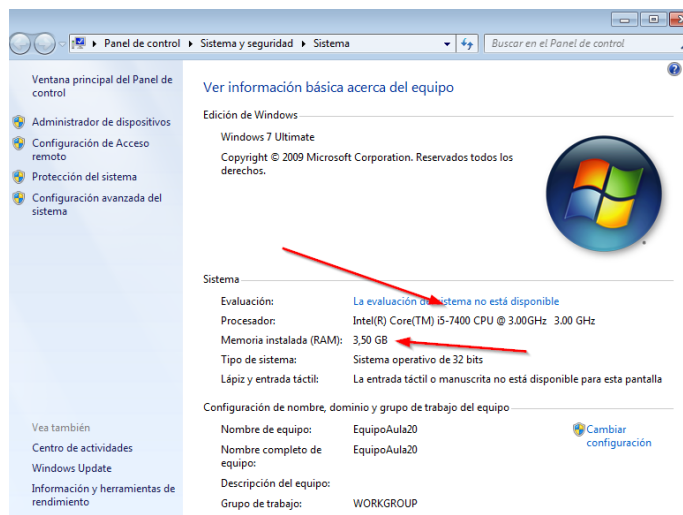 Panel de control ▸ Sistema y seguridad ▸ Sistema
Buscar en el Panel de control
Ventana principal del Panel de
control
Administrador de dispositivos
Configuración de Acceso
remoto
Protección del sistema
Configuración avanzada del
sistema
Ver información básica acerca del equipo
Edición de Windows
Windows 7 Ultimate
Copyright © 2009 Microsoft Corporation. Reservados todos los
derechos.
Sistema
Evaluación: La evaluación del sistema no está disponible
Procesador: Intel(R) Core(TM) i5-7400 CPU @ 3.00GHz 3.00 GHz
Memoria instalada (RAM): 3,50 GB
Tipo de sistema: Sistema operativo de 32 bits
Lápiz y entrada táctil: La entrada táctil o manuscrita no está disponible para esta pantalla
Configuración de nombre, dominio y grupo de trabajo del equipo
Nombre de equipo: EquipoAula20
Cambiar
configuración
Nombre completo de
equipo: EquipoAula20
Descripción del equipo:
Grupo de trabajo: WORKGROUP
Vea también
Centro de actividades
Windows Update
Información y herramientas de
rendimiento